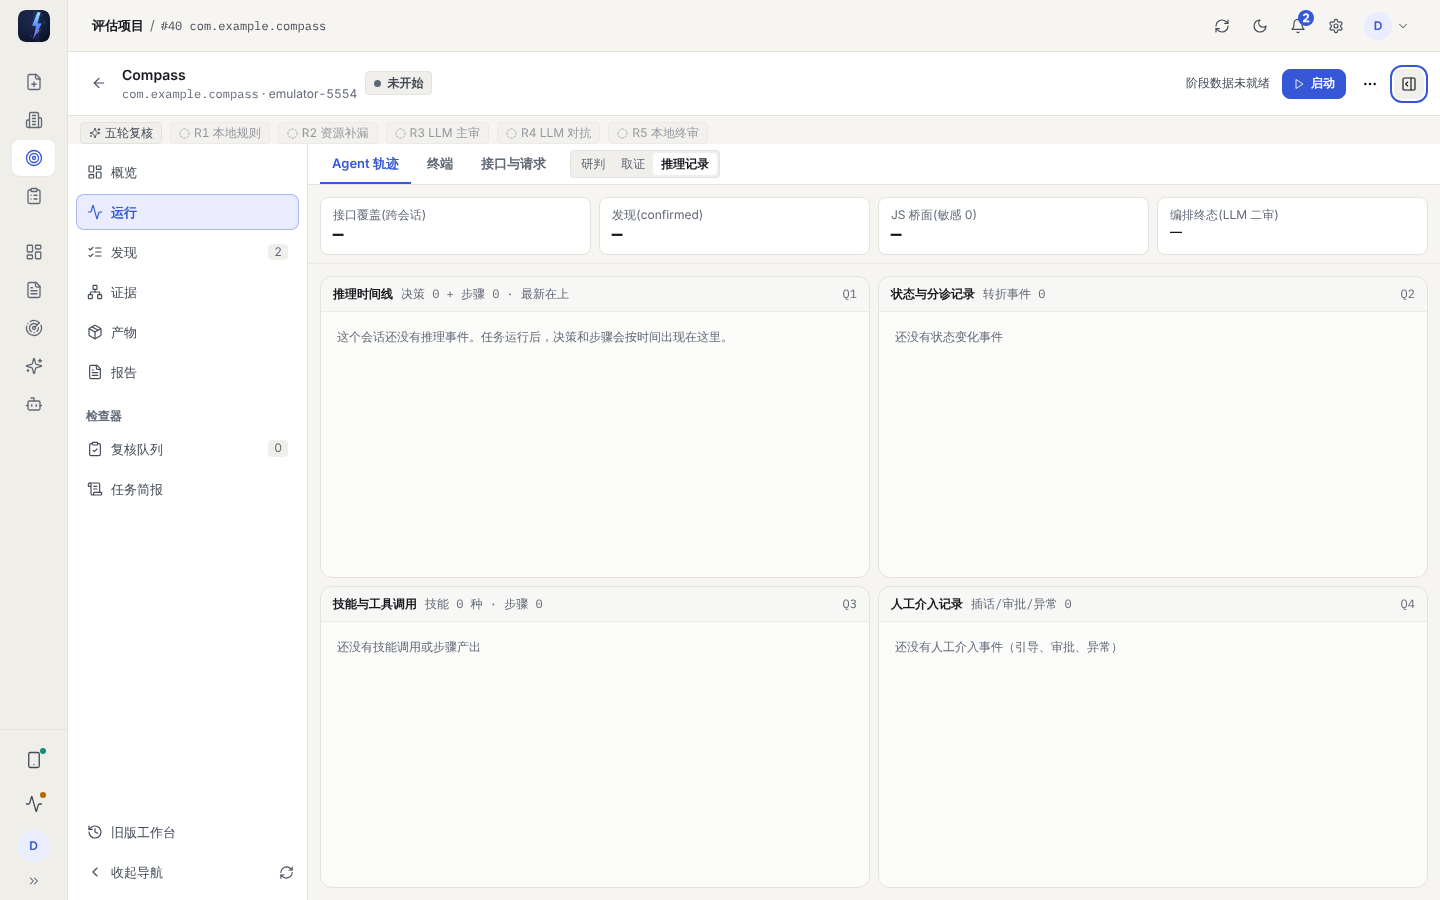 评估项目 / #40 com.example.compass
2
D
Compass
com.example.compass · emulator-5554
未开始
阶段数据未就绪
启动
五轮复核
R1 本地规则
R2 资源补漏
R3 LLM 主审
R4 LLM 对抗
R5 本地终审
概览
运行
发现 2
证据
产物
报告
检查器
复核队列 0
任务简报
旧版工作台
收起导航
D
Agent 轨迹
终端
接口与请求
研判
取证
推理记录
接口覆盖(跨会话)
—
发现(confirmed)
—
JS 桥面(敏感 0)
—
编排终态(LLM 二审)
—
推理时间线 决策 0 + 步骤 0 · 最新在上 Q1
这个会话还没有推理事件。任务运行后，决策和步骤会按时间出现在这里。
状态与分诊记录 转折事件 0 Q2
还没有状态变化事件
技能与工具调用 技能 0 种 · 步骤 0 Q3
还没有技能调用或步骤产出
人工介入记录 插话/审批/异常 0 Q4
还没有人工介入事件（引导、审批、异常）